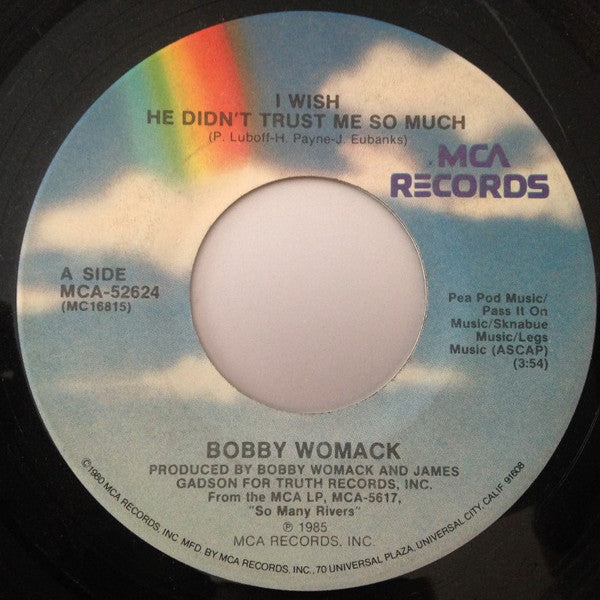 I WISH
HE DIDN'T TRUST ME SO MUCH
(P. Luboff-H. Payne-J. Eubanks)
MCA
RECORDS
A SIDE
MCA-52624
(MC16815)
Pea Pod Music/
Pass It On
Music/Sknabue
Music/Legs
Music (ASCAP)
(3:54)
BOBBY WOMACK
PRODUCED BY BOBBY WOMACK AND JAMES
GADSON FOR TRUTH RECORDS, INC.
From the MCA LP, MCA-5617,
"So Many Rivers"
℗ 1985
MCA RECORDS, INC.
©1980 MCA RECORDS, INC MFD. BY MCA RECORDS, INC., 70 UNIVERSAL PLAZA, UNIVERSAL CITY, CALIF. 91608